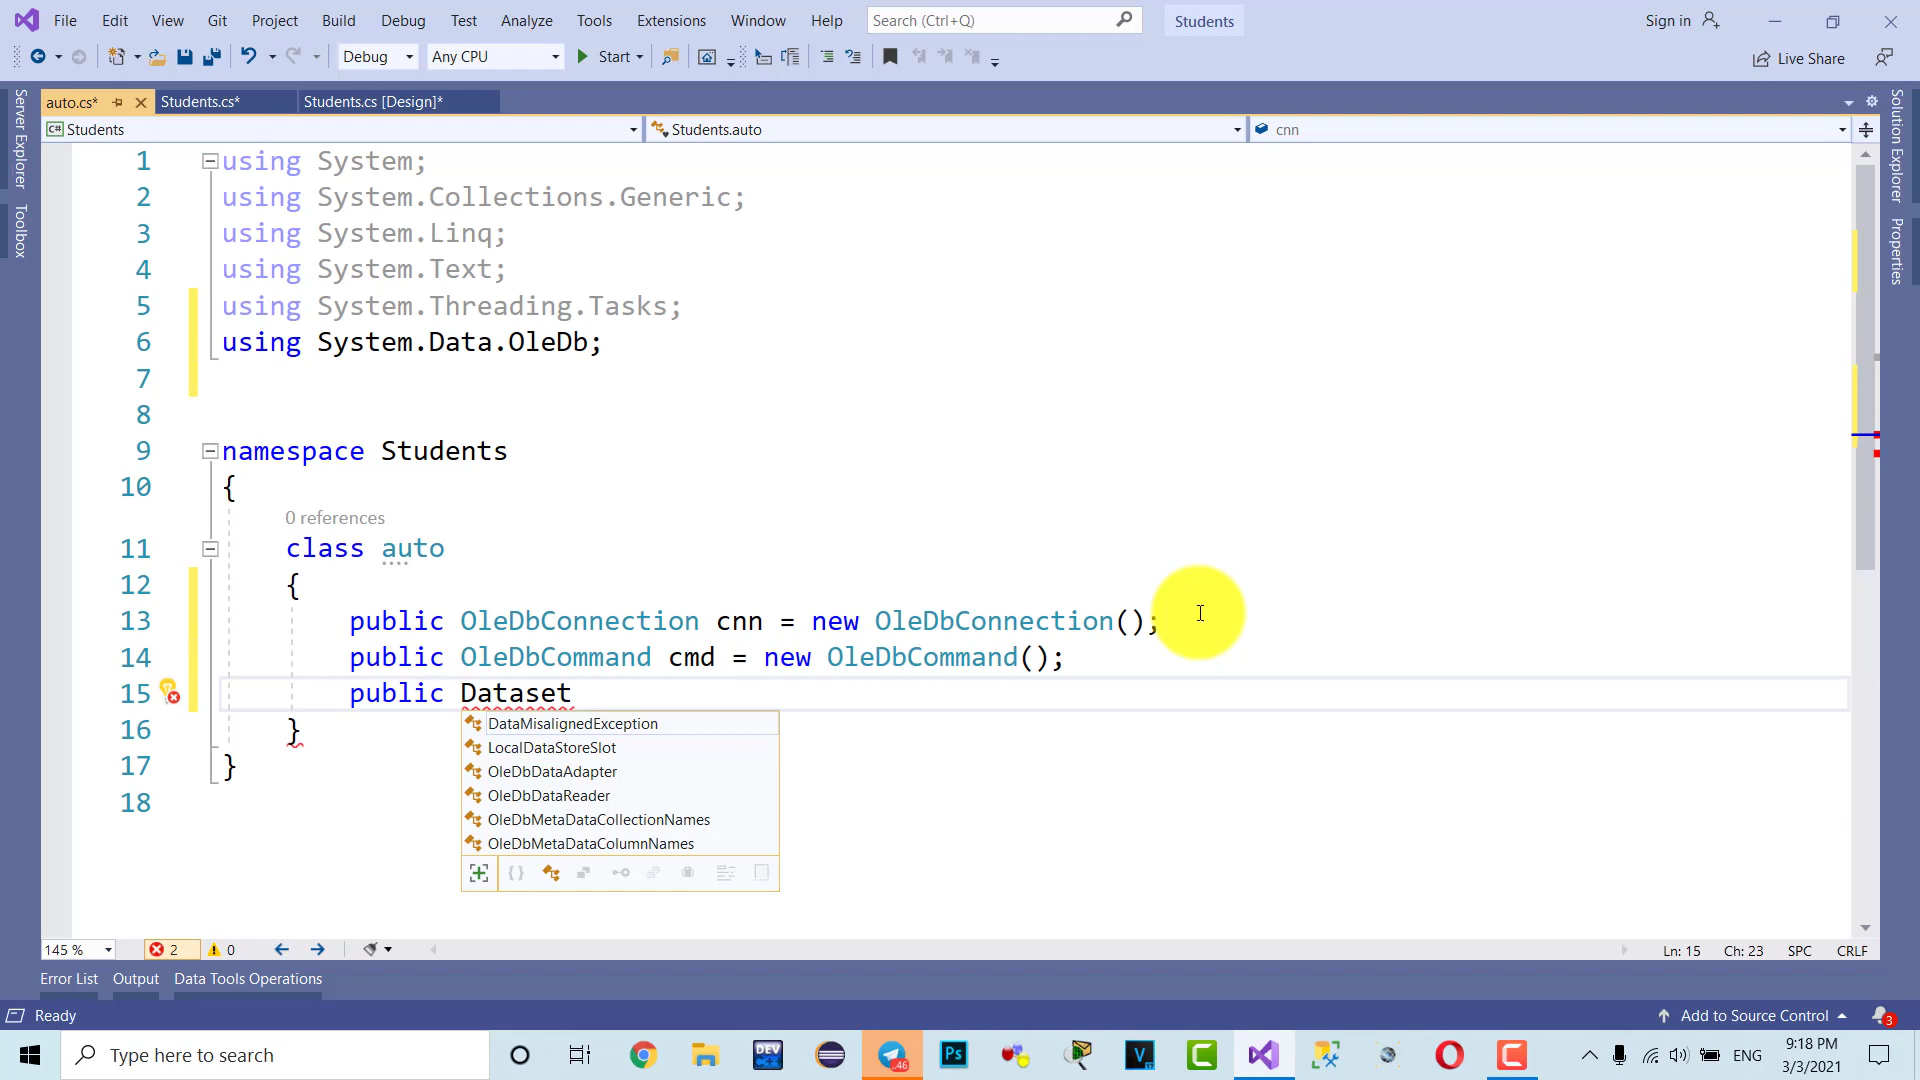 File Edit View Git Project Build Debug Test Analyze Tools Extensions Window Help Search (Ctrl+Q) Students Sign in
Debug Any CPU Start Live Share
auto.cs* Students.cs* Students.cs [Design]*
C# Students Students.auto cnn
Server Explorer
Toolbox
Solution Explorer
Properties
1 using System;
2 using System.Collections.Generic;
3 using System.Linq;
4 using System.Text;
5 using System.Threading.Tasks;
6 using System.Data.OleDb;
7
8
9 namespace Students
10 {
0 references
11 class auto
12 {
13 public OleDbConnection cnn = new OleDbConnection();
14 public OleDbCommand cmd = new OleDbCommand();
15 public Dataset
16 }
17 }
18
DataMisalignedException
LocalDataStoreSlot
OleDbDataAdapter
OleDbDataReader
OleDbMetaDataCollectionNames
OleDbMetaDataColumnNames
145 % 2 0 Ln: 15 Ch: 23 SPC CRLF
Error List Output Data Tools Operations
Ready Add to Source Control 3
Type here to search DEV C++ 46 Ps V C C ENG 9:18 PM
3/3/2021